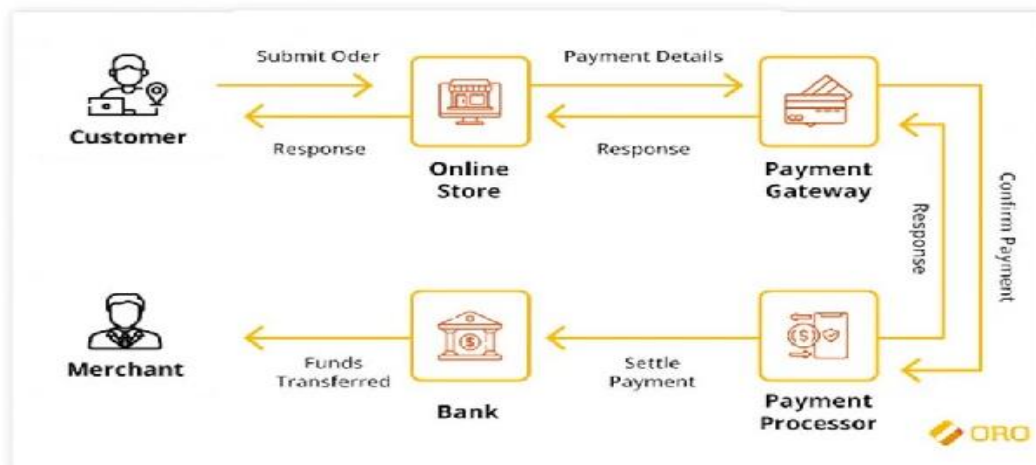 Submit Oder
Payment Details
Customer
Response
Online
Store
Response
Payment
Gateway
Confirm Payment
Response
Merchant
Funds
Transferred
Bank
Settle
Payment
Payment
Processor
ORO